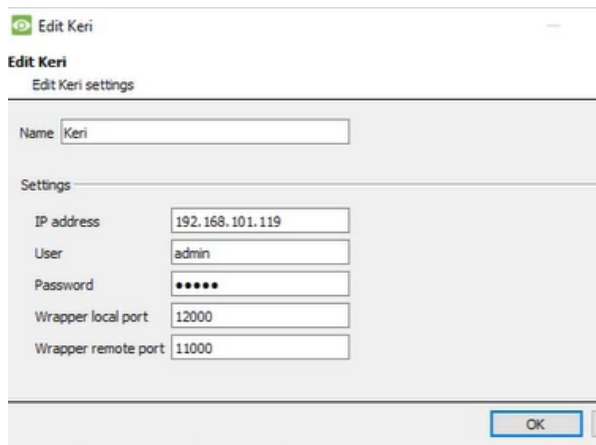 Edit Keri
Edit Keri
Edit Keri settings
Name Keri
Settings
IP address 192.168.101.119
User admin
Password •••••
Wrapper local port 12000
Wrapper remote port 11000
OK